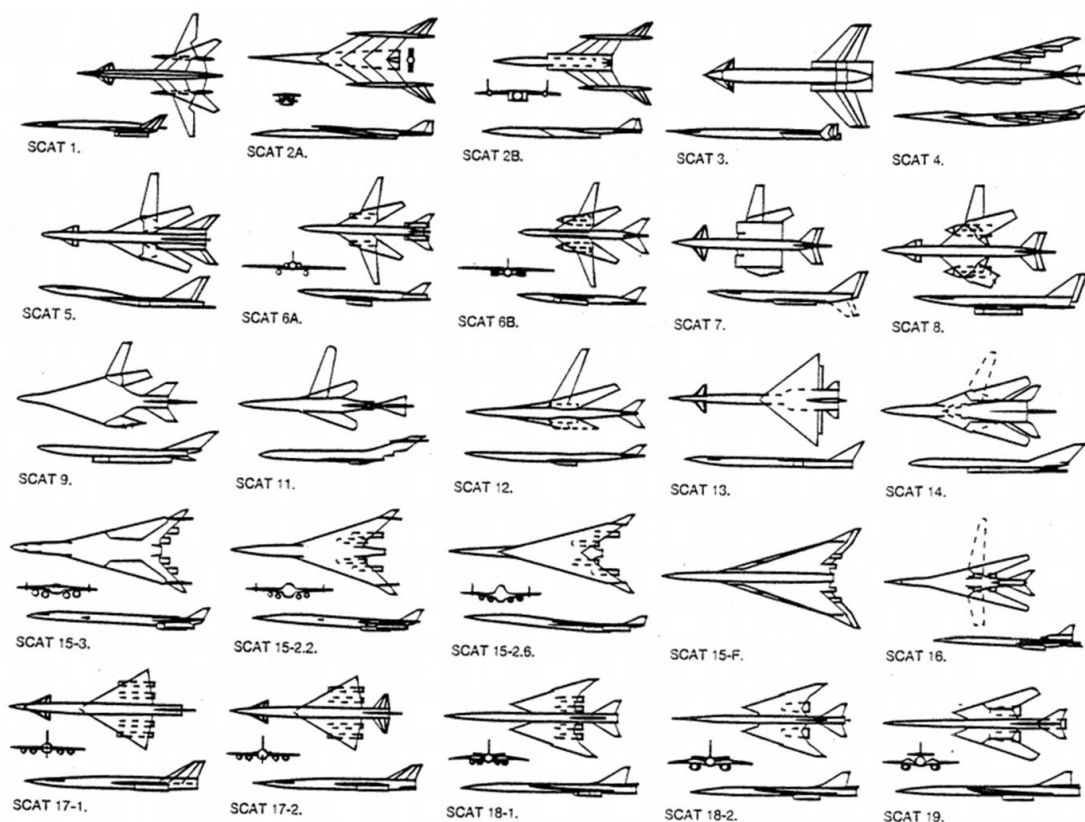 SCAT 1.
SCAT 2A.
SCAT 2B.
SCAT 3.
SCAT 4.
SCAT 5.
SCAT 6A.
SCAT 6B.
SCAT 7.
SCAT 8.
SCAT 9.
SCAT 11.
SCAT 12.
SCAT 13.
SCAT 14.
SCAT 15-3.
SCAT 15-2.2.
SCAT 15-2.6.
SCAT 15-F.
SCAT 16.
SCAT 17-1.
SCAT 17-2.
SCAT 18-1.
SCAT 18-2.
SCAT 19.